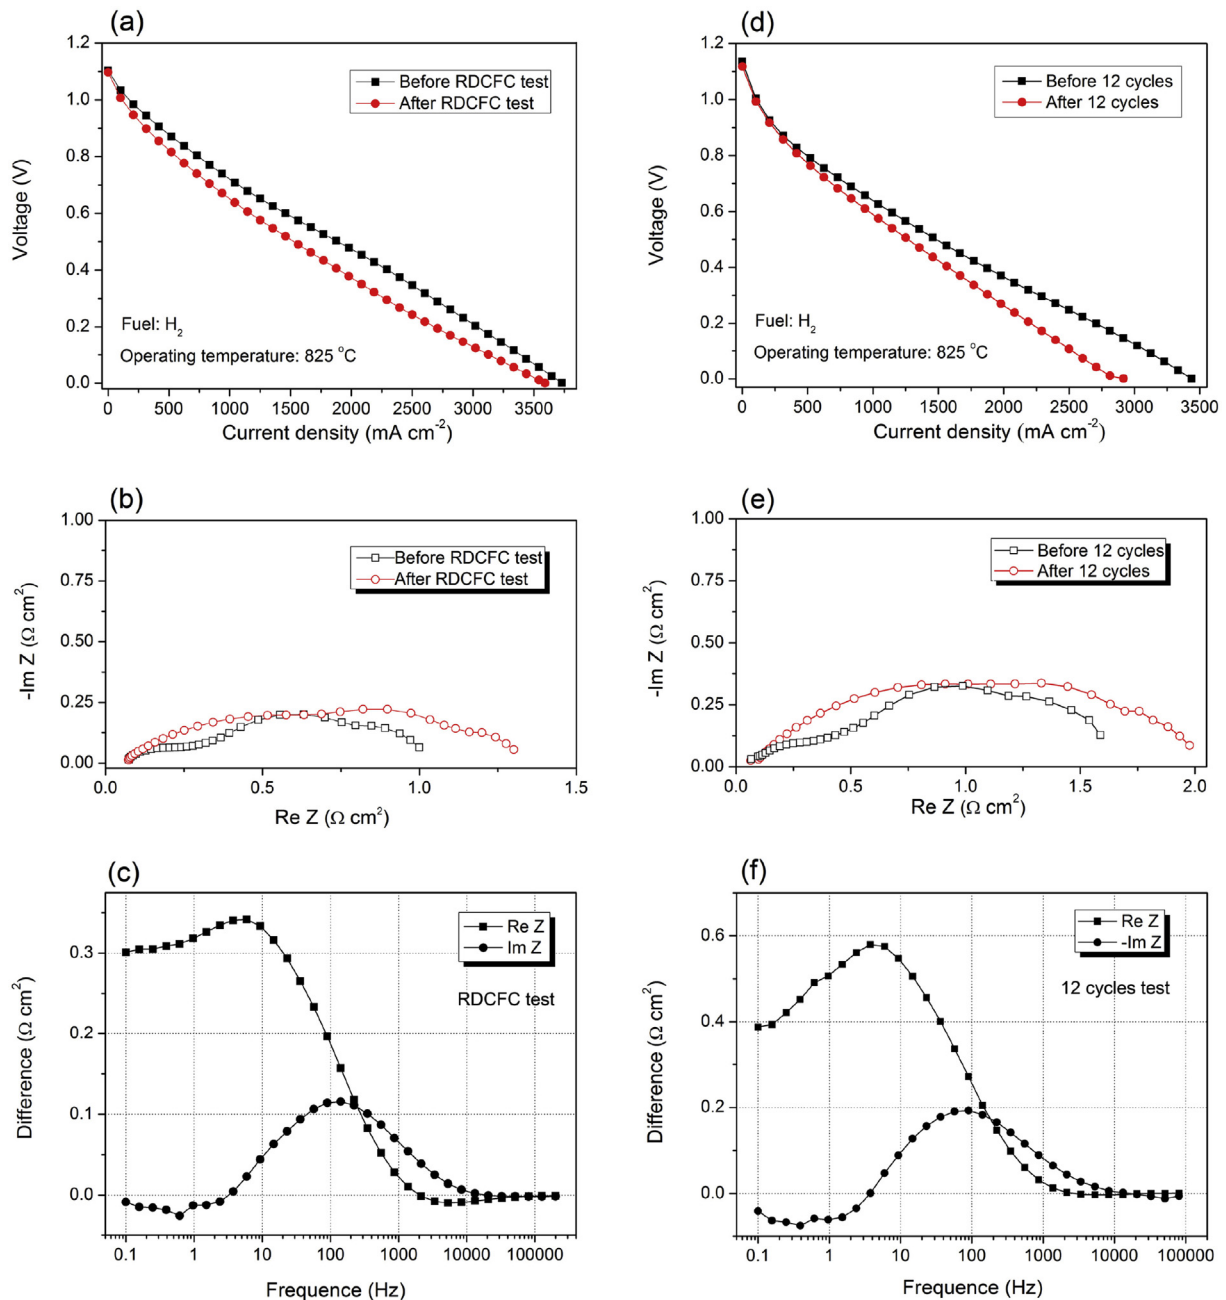 (a)
1.2
1.0
0.8
0.6
0.4
0.2
0.0
Voltage (V)
Before RDCFC test
After RDCFC test
Fuel: H2
Operating temperature: 825 °C
0 500 1000 1500 2000 2500 3000 3500
Current density (mA cm-2)
(d)
1.2
1.0
0.8
0.6
0.4
0.2
0.0
Voltage (V)
Before 12 cycles
After 12 cycles
Fuel: H2
Operating temperature: 825 °C
0 500 1000 1500 2000 2500 3000 3500
Current density (mA cm-2)
(b)
1.00
0.75
0.50
0.25
0.00
-Im Z (Ω cm2)
Before RDCFC test
After RDCFC test
0.0 0.5 1.0 1.5
Re Z (Ω cm2)
(e)
1.00
0.75
0.50
0.25
0.00
-Im Z (Ω cm2)
Before 12 cycles
After 12 cycles
0.0 0.5 1.0 1.5 2.0
Re Z (Ω cm2)
(c)
0.3
0.2
0.1
0.0
Difference (Ω cm2)
Re Z
Im Z
RDCFC test
0.1 1 10 100 1000 10000 100000
Frequence (Hz)
(f)
0.6
0.4
0.2
0.0
Difference (Ω cm2)
Re Z
-Im Z
12 cycles test
0.1 1 10 100 1000 10000 100000
Frequence (Hz)